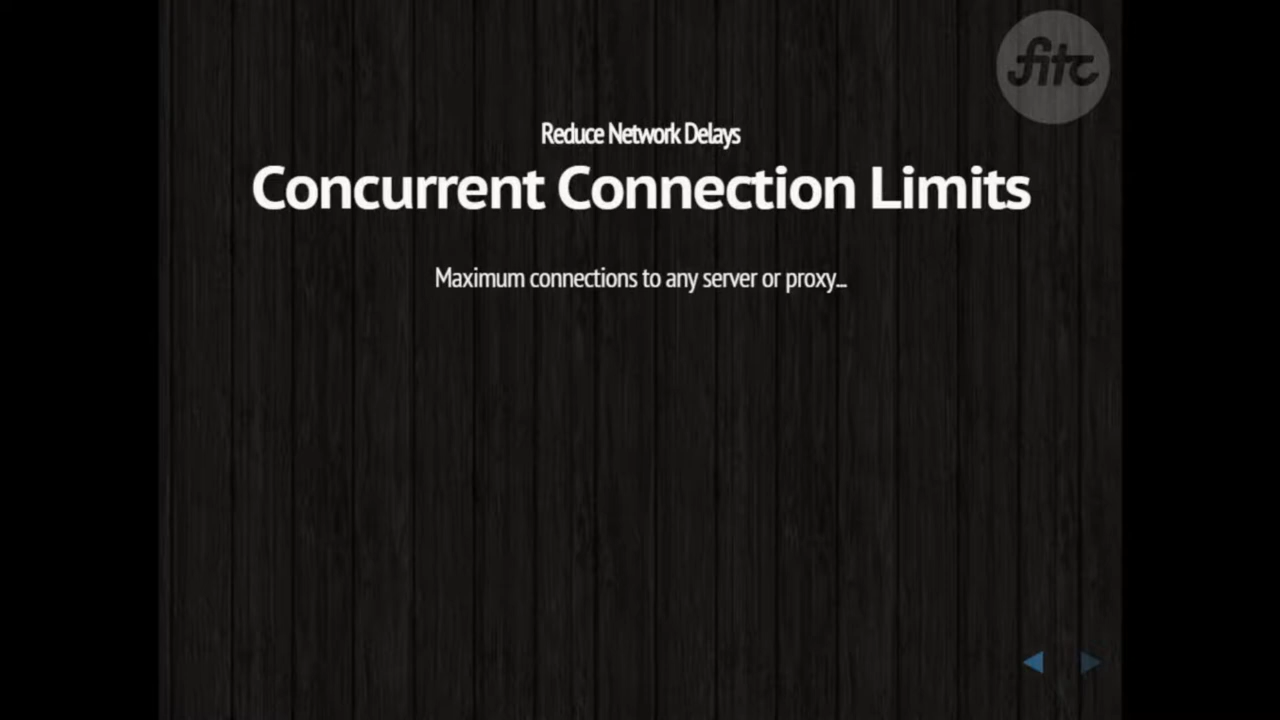 fitc
Reduce Network Delays
Concurrent Connection Limits
Maximum connections to any server or proxy...